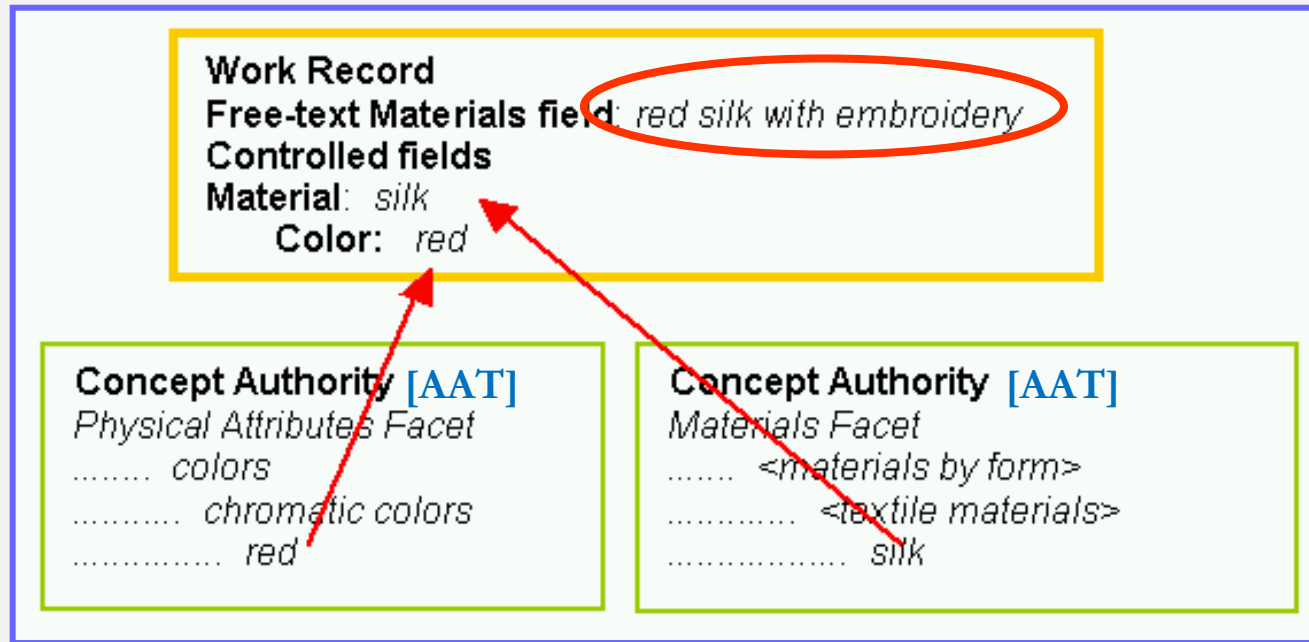 Work Record
Free-text Materials field: red silk with embroidery
Controlled fields
Material: silk
Color: red
Concept Authority [AAT]
Physical Attributes Facet
........ colors
........... chromatic colors
............... red
Concept Authority [AAT]
Materials Facet
....... <materials by form>
............. <textile materials>
.................. silk